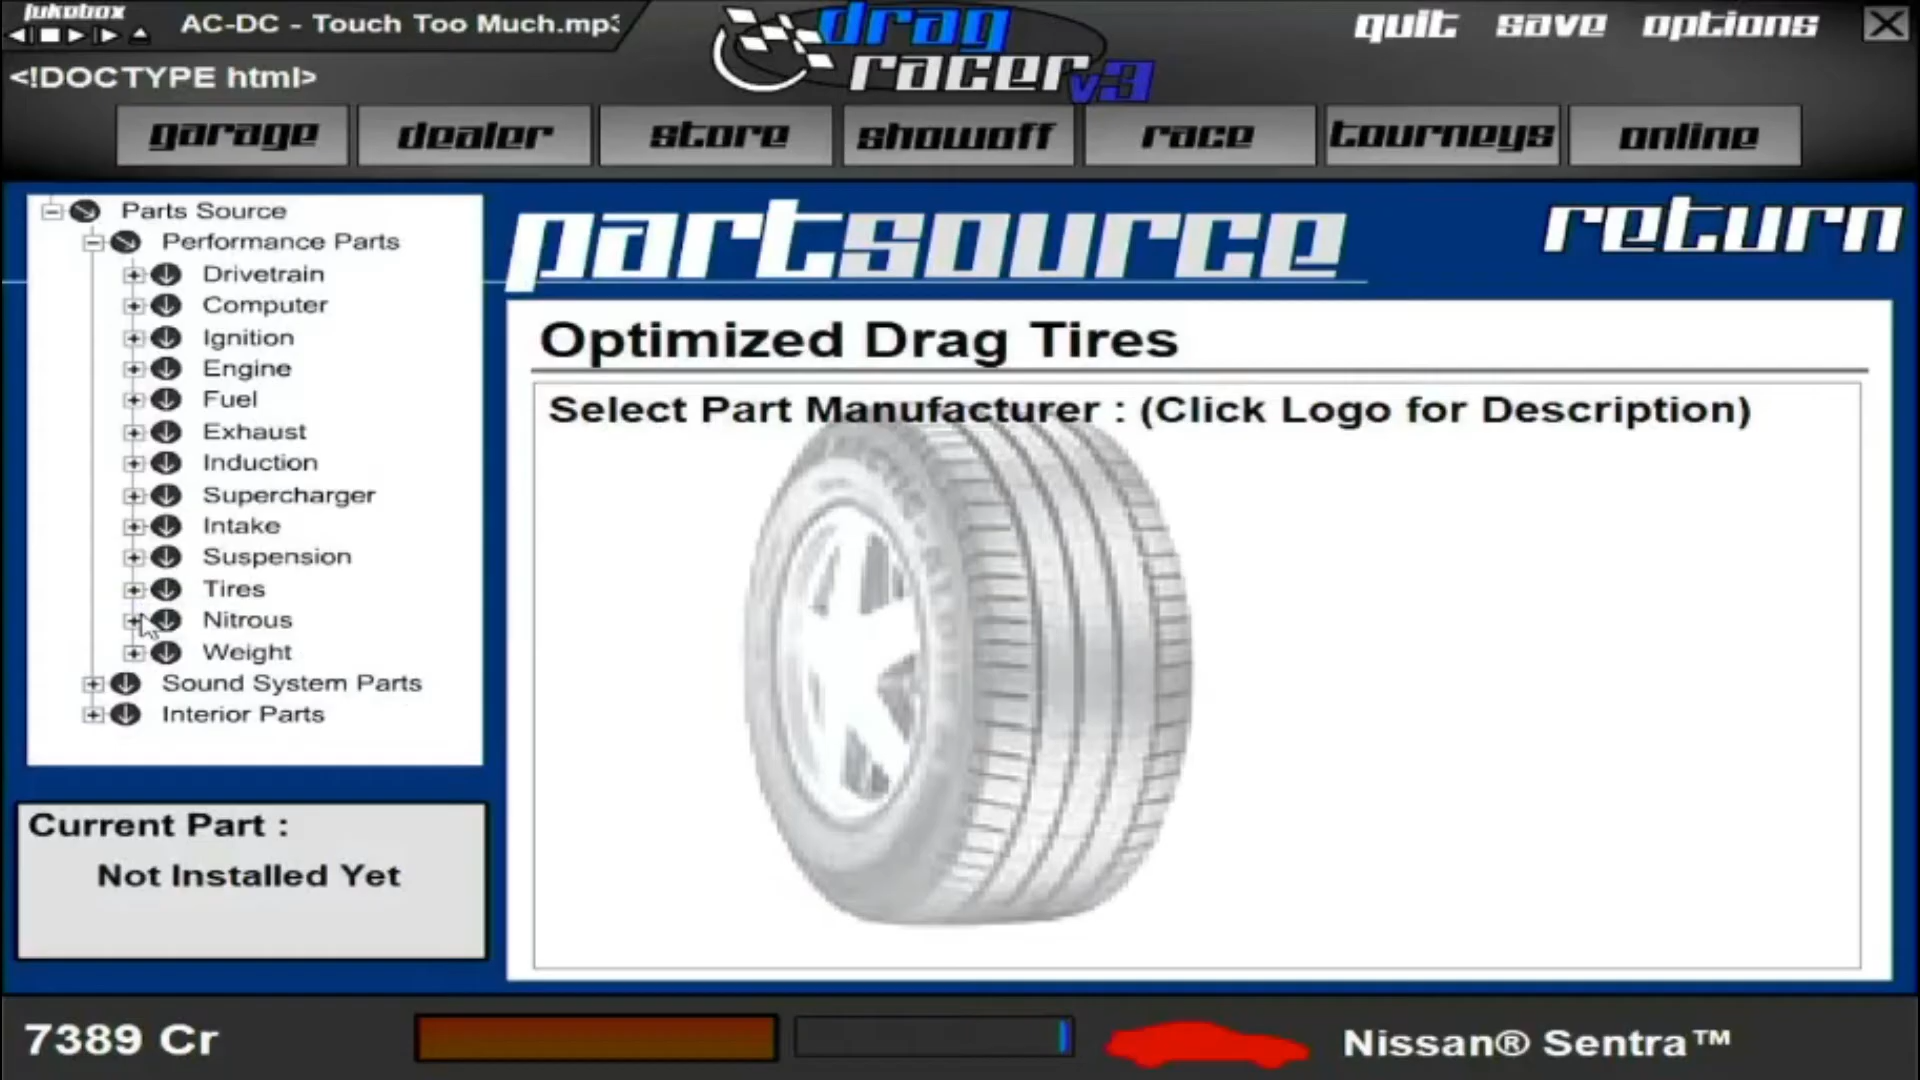 jukebox
AC-DC - Touch Too Much.mp3
<!DOCTYPE html>
drag
racer v3
quit save options
garage dealer store showoff race tourneys online
Parts Source
Performance Parts
Drivetrain
Computer
Ignition
Engine
Fuel
Exhaust
Induction
Supercharger
Intake
Suspension
Tires
Nitrous
Weight
Sound System Parts
Interior Parts
partsource
return
Optimized Drag Tires
Select Part Manufacturer : (Click Logo for Description)
Current Part :
Not Installed Yet
7389 Cr
Nissan® Sentra™